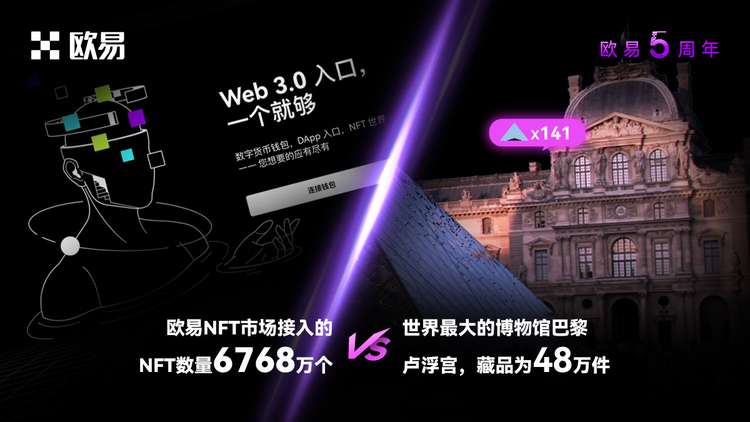 欧易
欧易5周年
Web 3.0 入口,
一个就够
数字货币钱包，DApp 入口，NFT 世界
—— 您想要的应有尽有
连接钱包
x141
欧易NFT市场接入的
NFT数量6768万个
VS
世界最大的博物馆巴黎
卢浮宫，藏品为48万件